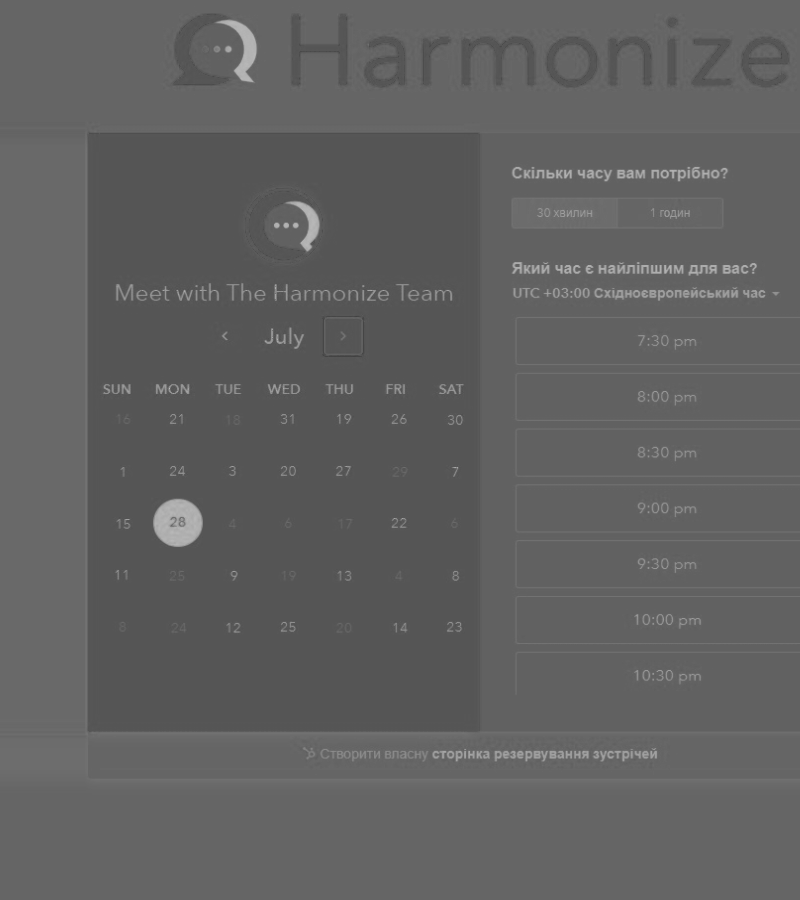 Harmonize
Meet with The Harmonize Team
July
SUN MON TUE WED THU FRI SAT
16 21 18 31 19 26 30
1 24 3 20 27 29 7
15 28 4 6 17 22 6
11 25 9 19 13 4 8
5 24 12 25 20 14 23
Скільки часу вам потрібно?
30 хвилин 1 годин
Який час є найліпшим для вас?
UTC +03:00 Східноєвропейський час
7:30 pm
8:00 pm
8:30 pm
9:00 pm
9:30 pm
10:00 pm
10:30 pm
Створити власну сторінка резервування зустрічей